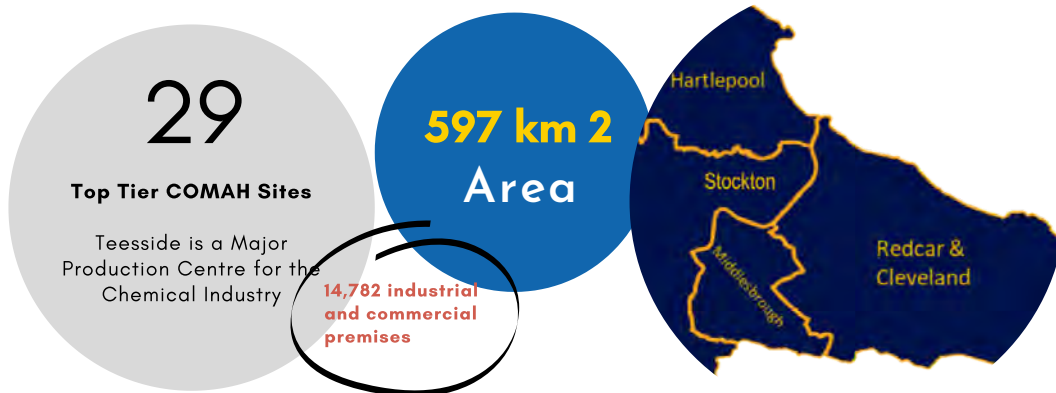 29
Top Tier COMAH Sites
Teesside is a Major
Production Centre for the
Chemical Industry
14,782 industrial
and commercial
premises
597 km 2
Area
Hartlepool
Stockton
Middlesbrough
Redcar &
Cleveland